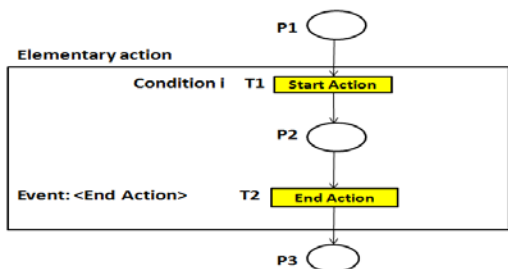 P1
Elementary action
Condition i T1 Start Action
P2
Event: <End Action> T2 End Action
P3